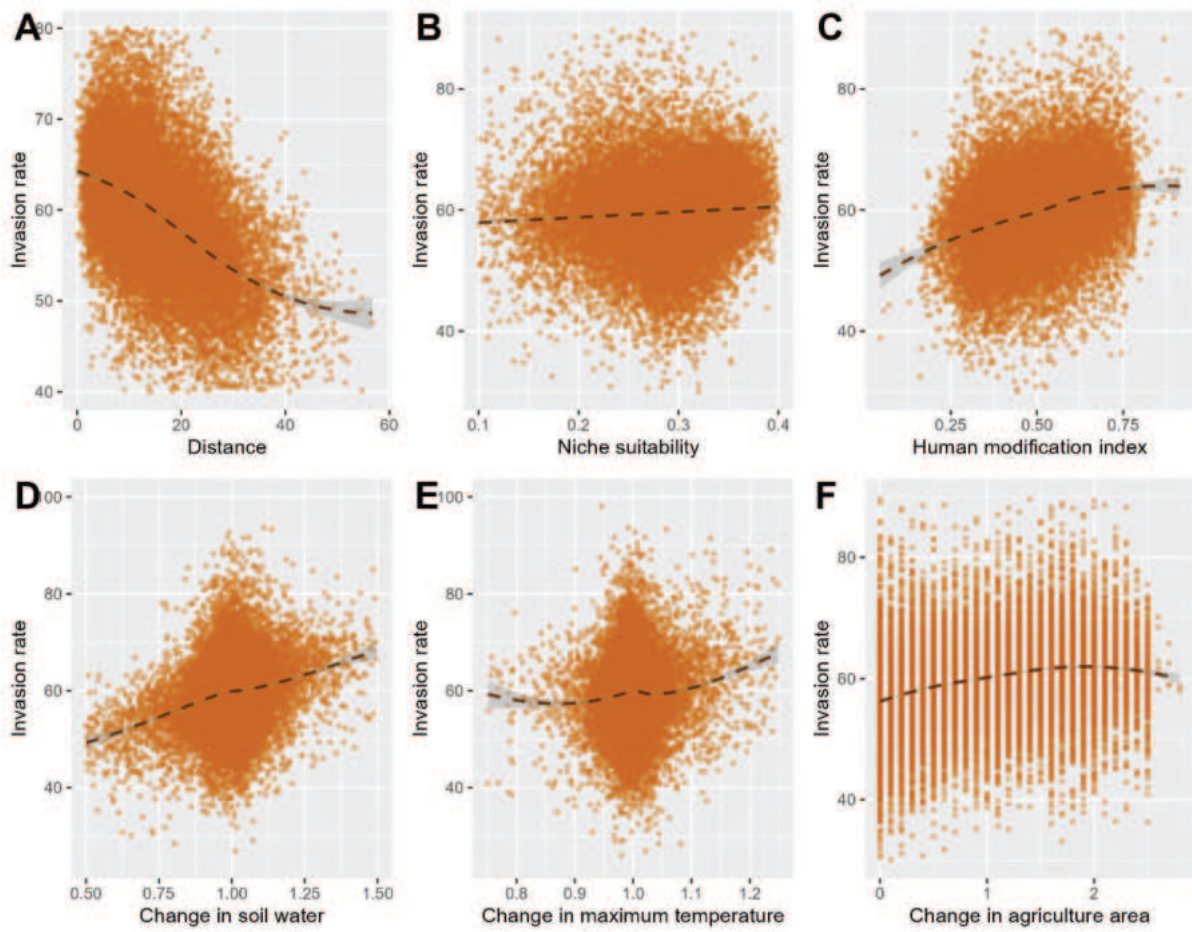 A B C
80
70
60
50
40
Invasion rate
0 20 40 60
Distance
80
60
40
Invasion rate
0.1 0.2 0.3 0.4
Niche suitability
80
60
40
Invasion rate
0.25 0.50 0.75
Human modification index
D E F
100
80
60
40
Invasion rate
0.50 0.75 1.00 1.25 1.50
Change in soil water
100
80
60
40
Invasion rate
0.8 0.9 1.0 1.1 1.2
Change in maximum temperature
80
60
40
Invasion rate
0 1 2
Change in agriculture area